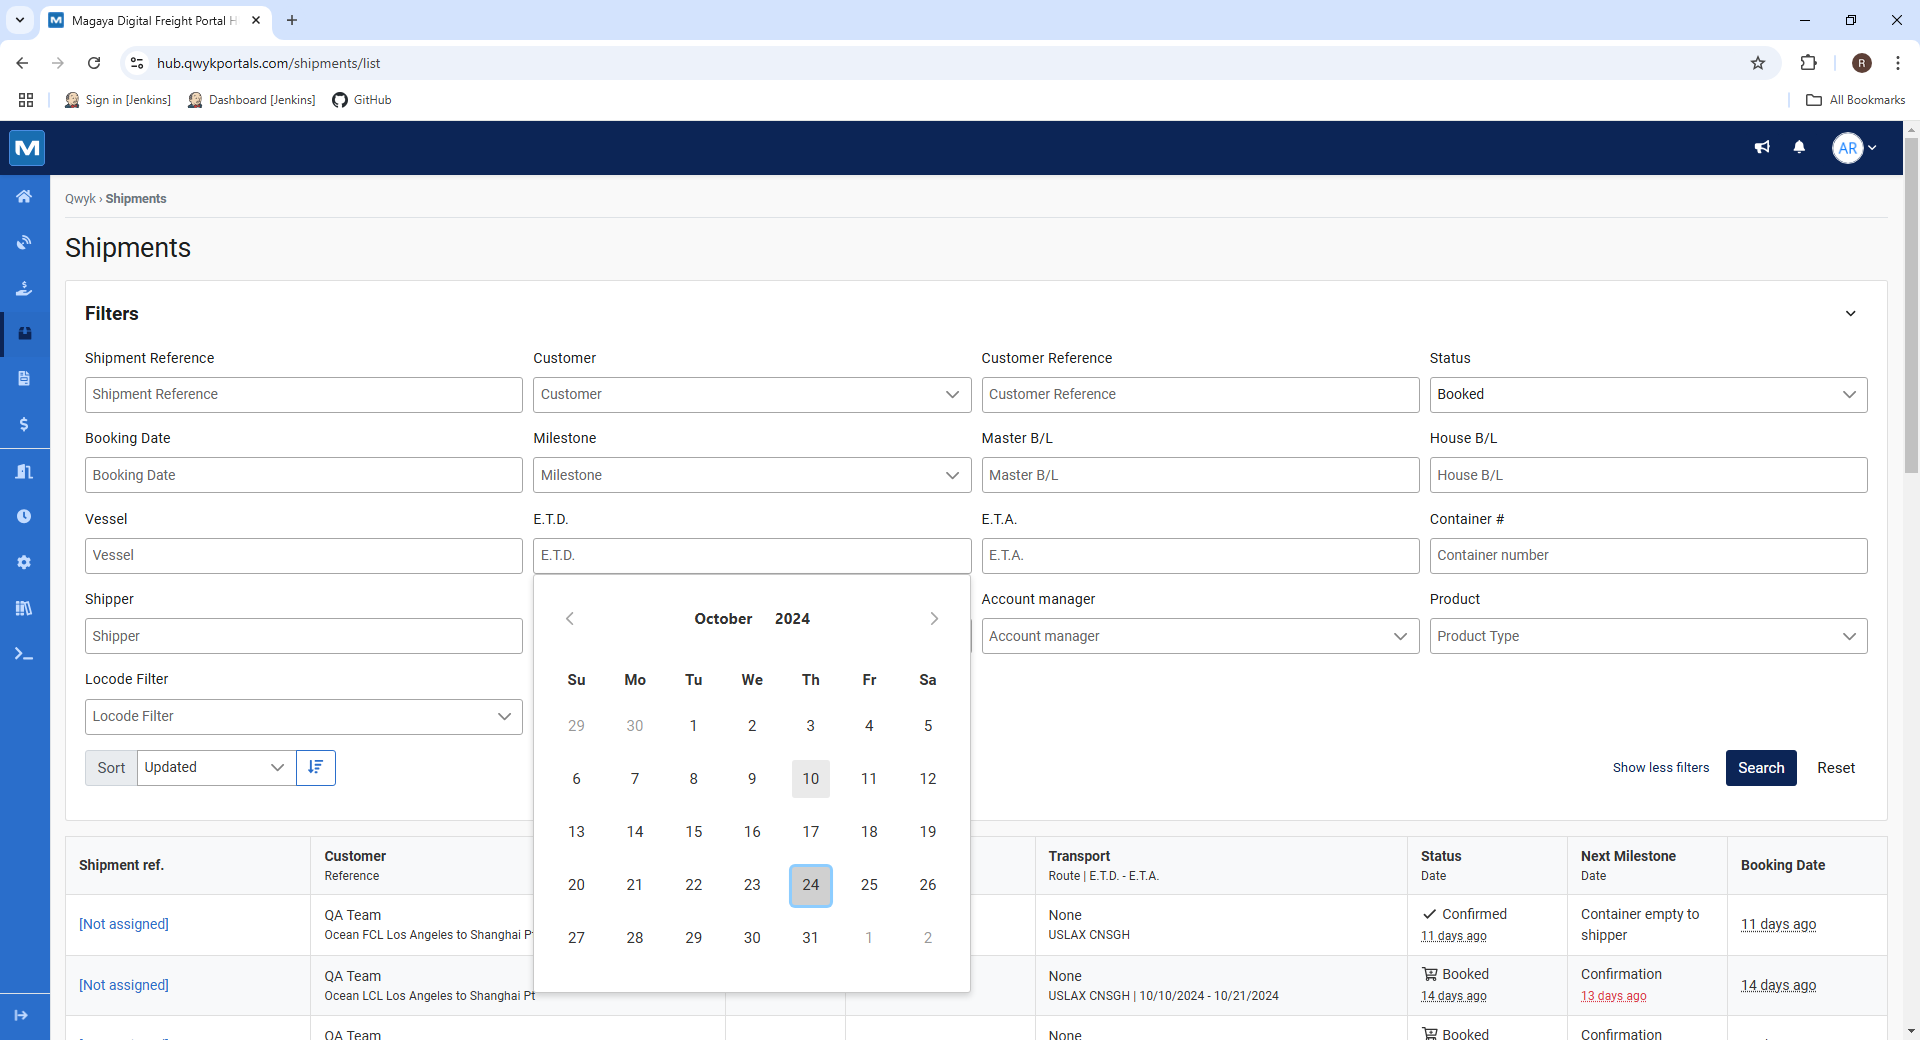 Magaya Digital Freight Portal H
hub.qwykportals.com/shipments/list
R
Sign in [Jenkins]
Dashboard [Jenkins]
GitHub
All Bookmarks
M
AR
Qwyk › Shipments
Shipments
Filters
Shipment Reference
Customer
Customer Reference
Status
Shipment Reference
Customer
Customer Reference
Booked
Booking Date
Milestone
Master B/L
House B/L
Booking Date
Milestone
Master B/L
House B/L
Vessel
E.T.D.
E.T.A.
Container #
Vessel
E.T.D.
E.T.A.
Container number
Shipper
Account manager
Product
Shipper
Account manager
Product Type
Locode Filter
Locode Filter
October 2024
Su Mo Tu We Th Fr Sa
29 30 1 2 3 4 5
6 7 8 9 10 11 12
13 14 15 16 17 18 19
20 21 22 23 24 25 26
27 28 29 30 31 1 2
Sort
Updated
Show less filters
Search
Reset
Shipment ref.
Customer
Reference
Transport
Route | E.T.D. - E.T.A.
Status
Date
Next Milestone
Date
Booking Date
[Not assigned]
QA Team
Ocean FCL Los Angeles to Shanghai P
None
USLAX CNSGH
Confirmed
11 days ago
Container empty to
shipper
11 days ago
[Not assigned]
QA Team
Ocean LCL Los Angeles to Shanghai Pt
None
USLAX CNSGH | 10/10/2024 - 10/21/2024
Booked
14 days ago
Confirmation
13 days ago
14 days ago
QA Team
None
Booked
Confirmation